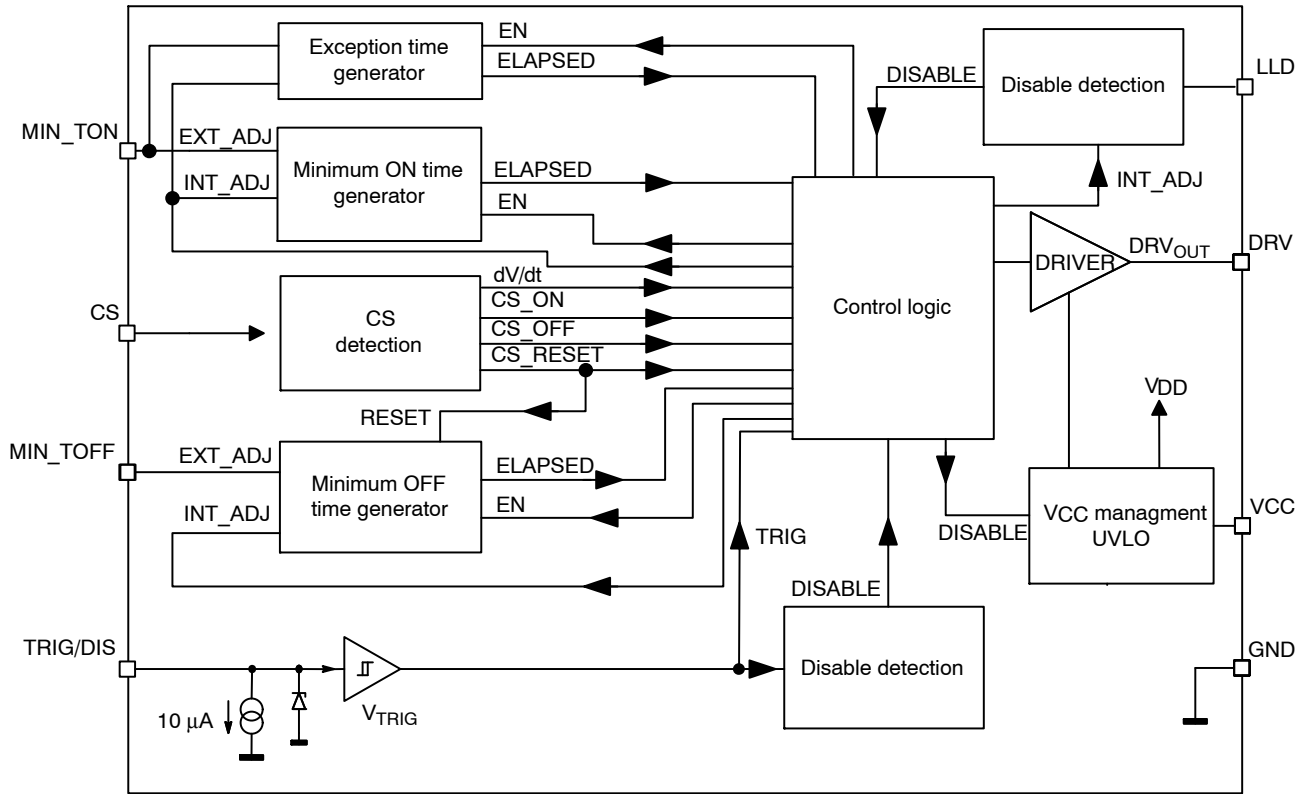 EN
Exception time
generator
ELAPSED
DISABLE
Disable detection
LLD
MIN_TON
EXT_ADJ
Minimum ON time
generator
INT_ADJ
ELAPSED
EN
INT_ADJ
DRIVER
DRVOUT
DRV
CS
CS
detection
dV/dt
CS_ON
CS_OFF
CS_RESET
Control logic
RESET
VDD
MIN_TOFF
EXT_ADJ
Minimum OFF
time generator
INT_ADJ
ELAPSED
EN
TRIG
DISABLE
VCC managment
UVLO
VCC
DISABLE
TRIG/DIS
10 μA
VTRIG
Disable detection
GND